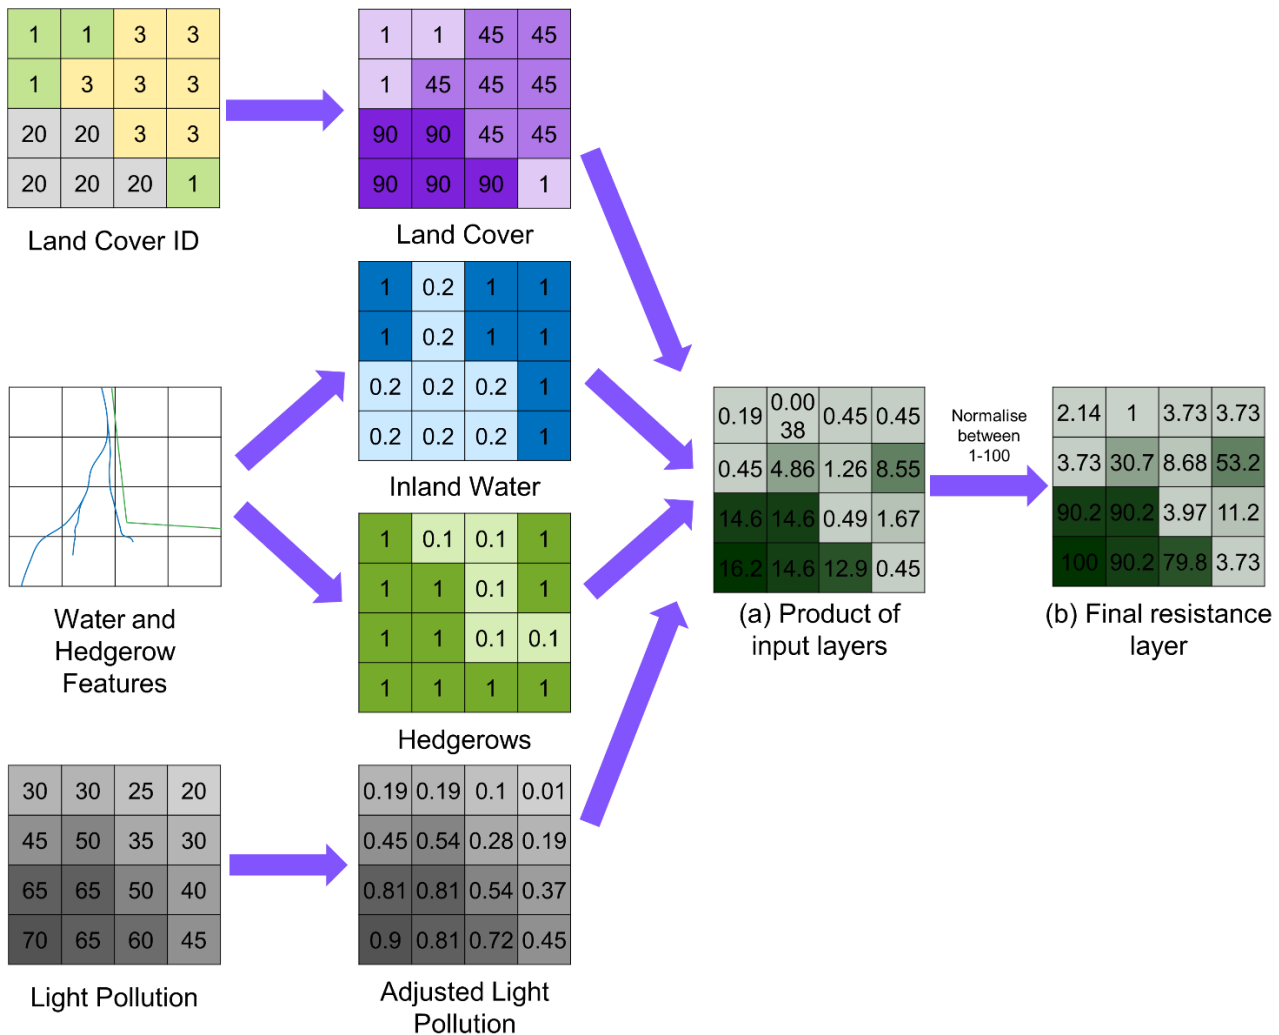 1 1 3 3
1 3 3 3
20 20 3 3
20 20 20 1
Land Cover ID
1 1 45 45
1 45 45 45
90 90 45 45
90 90 90 1
Land Cover
1 0.2 1 1
1 0.2 1 1
0.2 0.2 0.2 1
0.2 0.2 0.2 1
Inland Water
Water and
Hedgerow
Features
1 0.1 0.1 1
1 1 0.1 1
1 1 0.1 0.1
1 1 1 1
Hedgerows
30 30 25 20
45 50 35 30
65 65 50 40
70 65 60 45
Light Pollution
0.19 0.19 0.1 0.01
0.45 0.54 0.28 0.19
0.81 0.81 0.54 0.37
0.9 0.81 0.72 0.45
Adjusted Light
Pollution
0.19 0.00 0.45 0.45
38
0.45 4.86 1.26 8.55
14.6 14.6 0.49 1.67
16.2 14.6 12.9 0.45
(a) Product of
input layers
Normalise
between
1-100
2.14 1 3.73 3.73
3.73 30.7 8.68 53.2
90.2 90.2 3.97 11.2
100 90.2 79.8 3.73
(b) Final resistance
layer